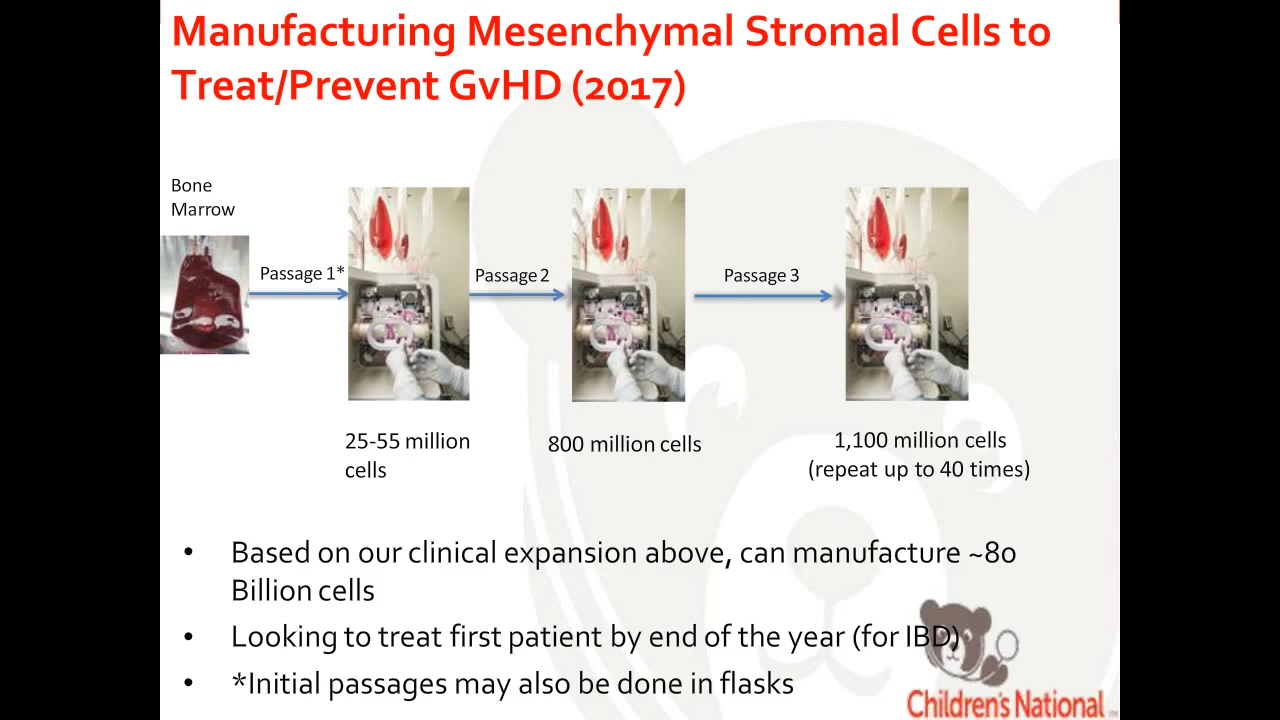 Manufacturing Mesenchymal Stromal Cells to
Treat/Prevent GvHD (2017)
Bone
Marrow
Passage 1*
Passage 2
Passage 3
25-55 million
cells
800 million cells
1,100 million cells
(repeat up to 40 times)
• Based on our clinical expansion above, can manufacture ~80
Billion cells
• Looking to treat first patient by end of the year (for IBD)
• *Initial passages may also be done in flasks
Children's National™